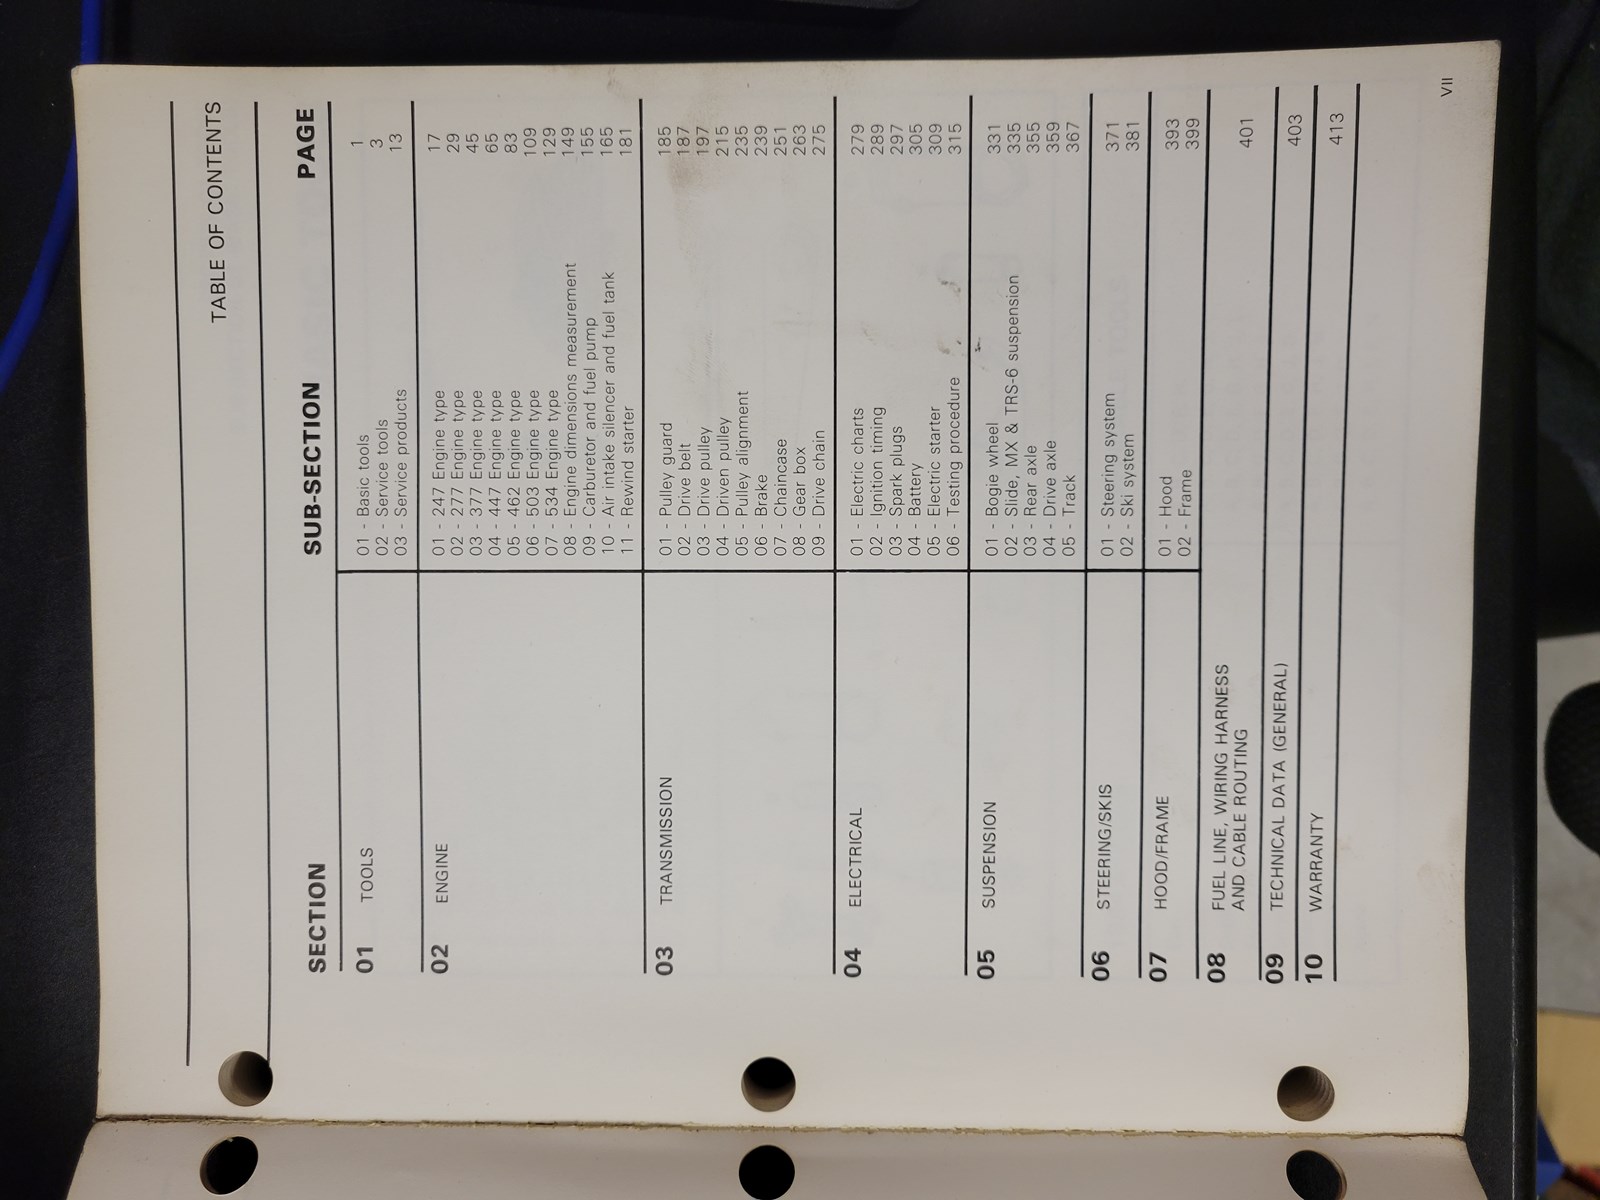 TABLE OF CONTENTS
SECTION SUB-SECTION PAGE
01 TOOLS 01 - Basic tools 1
02 - Service tools 3
03 - Service products 13
02 ENGINE 01 - 247 Engine type 17
02 - 277 Engine type 29
03 - 377 Engine type 45
04 - 447 Engine type 65
05 - 462 Engine type 83
06 - 503 Engine type 109
07 - 534 Engine type 129
08 - Engine dimensions measurement 149
09 - Carburetor and fuel pump 155
10 - Air intake silencer and fuel tank 165
11 - Rewind starter 181
03 TRANSMISSION 01 - Pulley guard 185
02 - Drive belt 187
03 - Drive pulley 197
04 - Driven pulley 215
05 - Pulley alignment 235
06 - Brake 239
07 - Chaincase 251
08 - Gear box 263
09 - Drive chain 275
04 ELECTRICAL 01 - Electric charts 279
02 - Ignition timing 289
03 - Spark plugs 297
04 - Battery 305
05 - Electric starter 309
06 - Testing procedure 315
05 SUSPENSION 01 - Bogie wheel 331
02 - Slide, MX & TRS-6 suspension 335
03 - Rear axle 355
04 - Drive axle 359
05 - Track 367
06 STEERING/SKIS 01 - Steering system 371
02 - Ski system 381
07 HOOD/FRAME 01 - Hood 393
02 - Frame 399
08 FUEL LINE, WIRING HARNESS
AND CABLE ROUTING 401
09 TECHNICAL DATA (GENERAL) 403
10 WARRANTY 413
VII